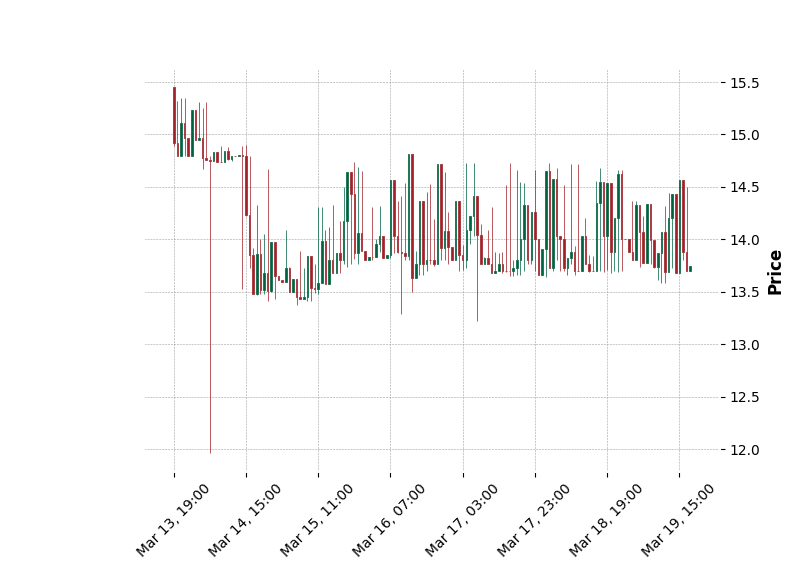 15.5
15.0
14.5
14.0
13.5
13.0
12.5
12.0
Price
Mar 13, 19:00
Mar 14, 15:00
Mar 15, 11:00
Mar 16, 07:00
Mar 17, 03:00
Mar 17, 23:00
Mar 18, 19:00
Mar 19, 15:00